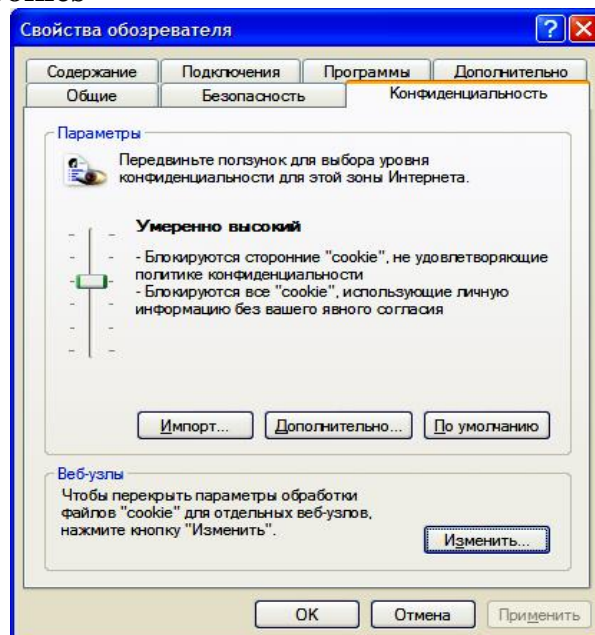 Свойства обозревателя
Содержание Подключения Программы Дополнительно
Общие Безопасность Конфиденциальность
Параметры
Передвиньте ползунок для выбора уровня
конфиденциальности для этой зоны Интернета.
Умеренно высокий
- Блокируются сторонние "cookie", не удовлетворяющие
политике конфиденциальности
- Блокируются все "cookie", использующие личную
информацию без вашего явного согласия
Импорт... Дополнительно... По умолчанию
Веб-узлы
Чтобы перекрыть параметры обработки
файлов "cookie" для отдельных веб-узлов,
нажмите кнопку "Изменить".
Изменить...
OK Отмена Применить